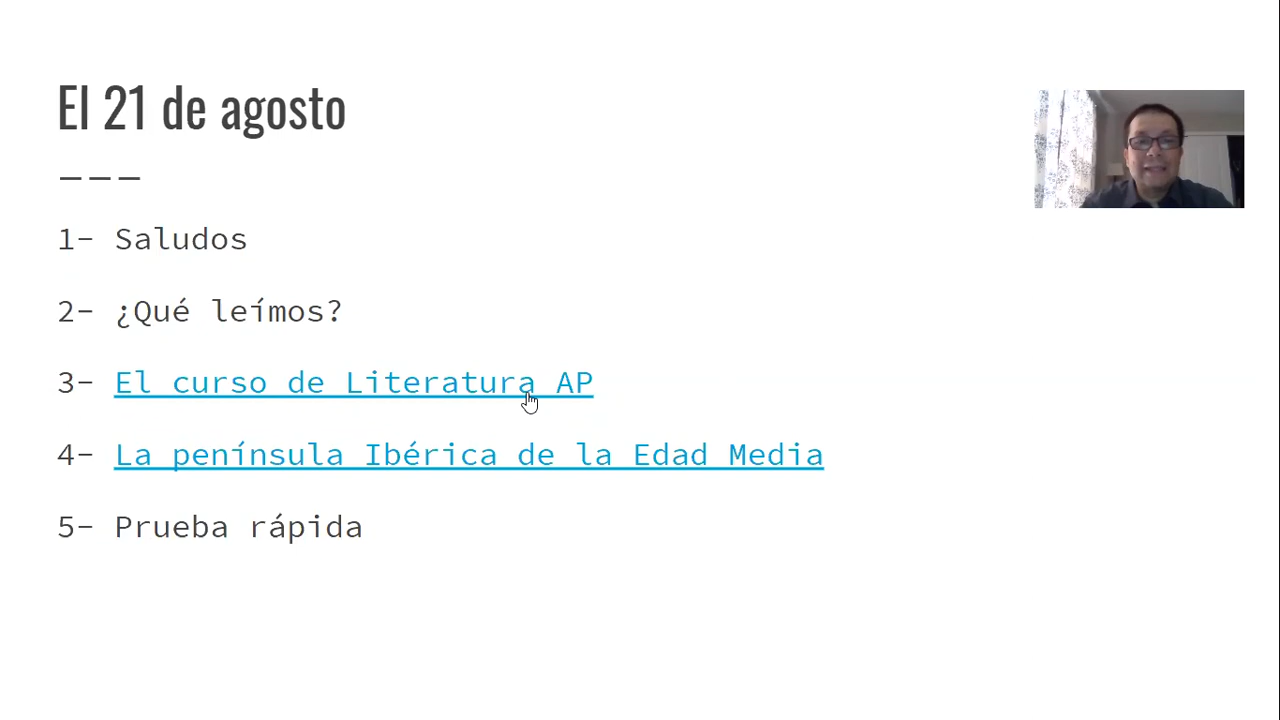 El 21 de agosto
1- Saludos
2- ¿Qué leímos?
3- El curso de Literatura AP
4- La península Ibérica de la Edad Media
5- Prueba rápida